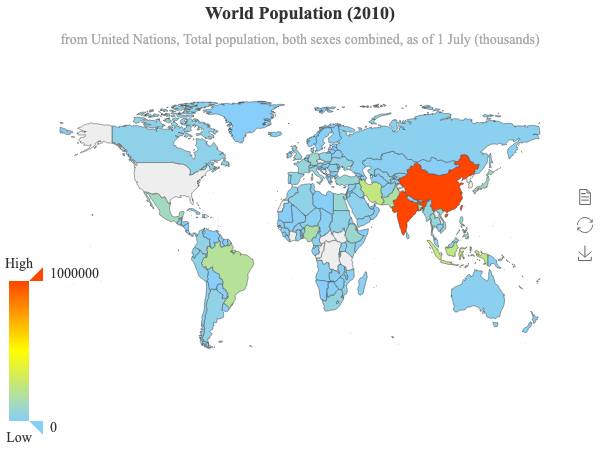 World Population (2010)
from United Nations, Total population, both sexes combined, as of 1 July (thousands)
High
1000000
0
Low